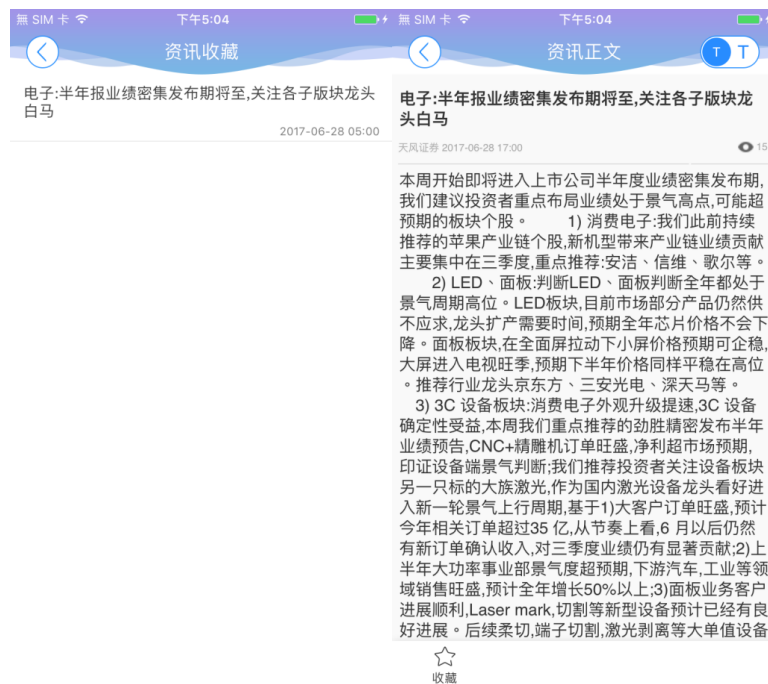 無 SIM 卡
下午5:04
资讯收藏
电子:半年报业绩密集发布期将至,关注各子版块龙头
白马
2017-06-28 05:00
無 SIM 卡
下午5:04
资讯正文
T T
电子:半年报业绩密集发布期将至,关注各子版块龙
头白马
天风证券 2017-06-28 17:00
15
本周开始即将进入上市公司半年度业绩密集发布期,
我们建议投资者重点布局业绩处于景气高点,可能超
预期的板块个股。 1) 消费电子:我们此前持续
推荐的苹果产业链个股,新机型带来产业链业绩贡献
主要集中在三季度,重点推荐:安洁、信维、歌尔等。
2) LED、面板:判断LED、面板判断全年都处于
景气周期高位。LED板块,目前市场部分产品仍然供
不应求,龙头扩产需要时间,预期全年芯片价格不会下
降。面板板块,在全面屏拉动下小屏价格预期可企稳,
大屏进入电视旺季,预期下半年价格同样平稳在高位
。推荐行业龙头京东方、三安光电、深天马等。
3) 3C 设备板块:消费电子外观升级提速,3C 设备
确定性受益,本周我们重点推荐的劲胜精密发布半年
业绩预告,CNC+精雕机订单旺盛,净利超市场预期,
印证设备端景气判断;我们推荐投资者关注设备板块
另一只标的大族激光,作为国内激光设备龙头看好进
入新一轮景气上行周期,基于1)大客户订单旺盛,预计
今年相关订单超过35 亿,从节奏上看,6 月以后仍然
有新订单确认收入,对三季度业绩仍有显著贡献;2)上
半年大功率事业部景气度超预期,下游汽车,工业等领
域销售旺盛,预计全年增长50%以上;3)面板业务客户
进展顺利,Laser mark,切割等新型设备预计已经有良
好进展。后续柔切,端子切割,激光剥离等大单值设备
收藏